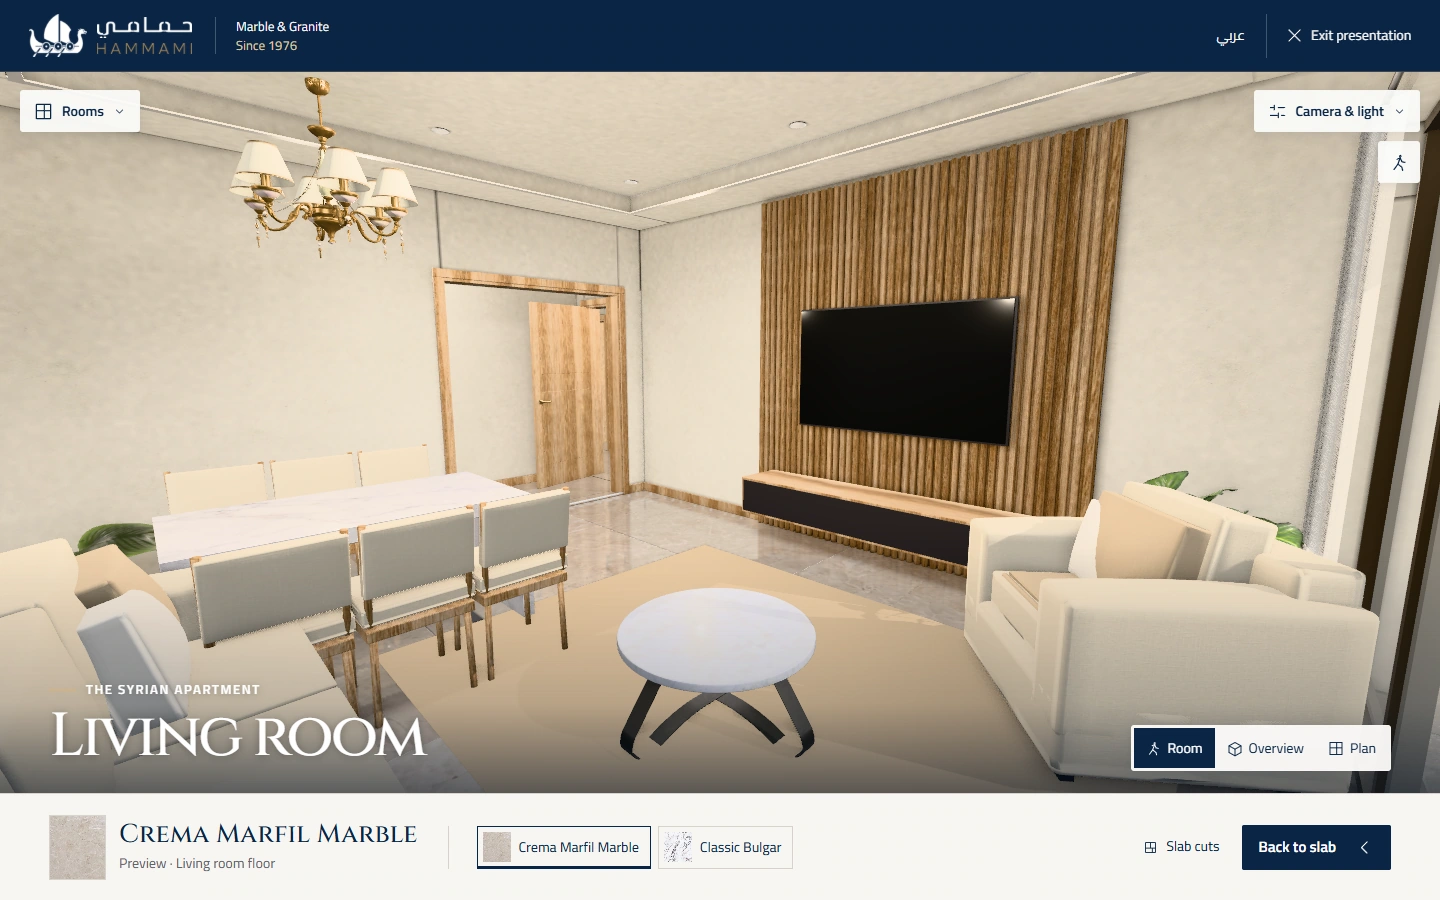 حمامي
HAMMAMI
Marble & Granite
Since 1976
عربي
Exit presentation
Rooms
Camera & light
THE SYRIAN APARTMENT
LIVING ROOM
Room
Overview
Plan
CREMA MARFIL MARBLE
Preview · Living room floor
Crema Marfil Marble
Classic Bulgar
Slab cuts
Back to slab